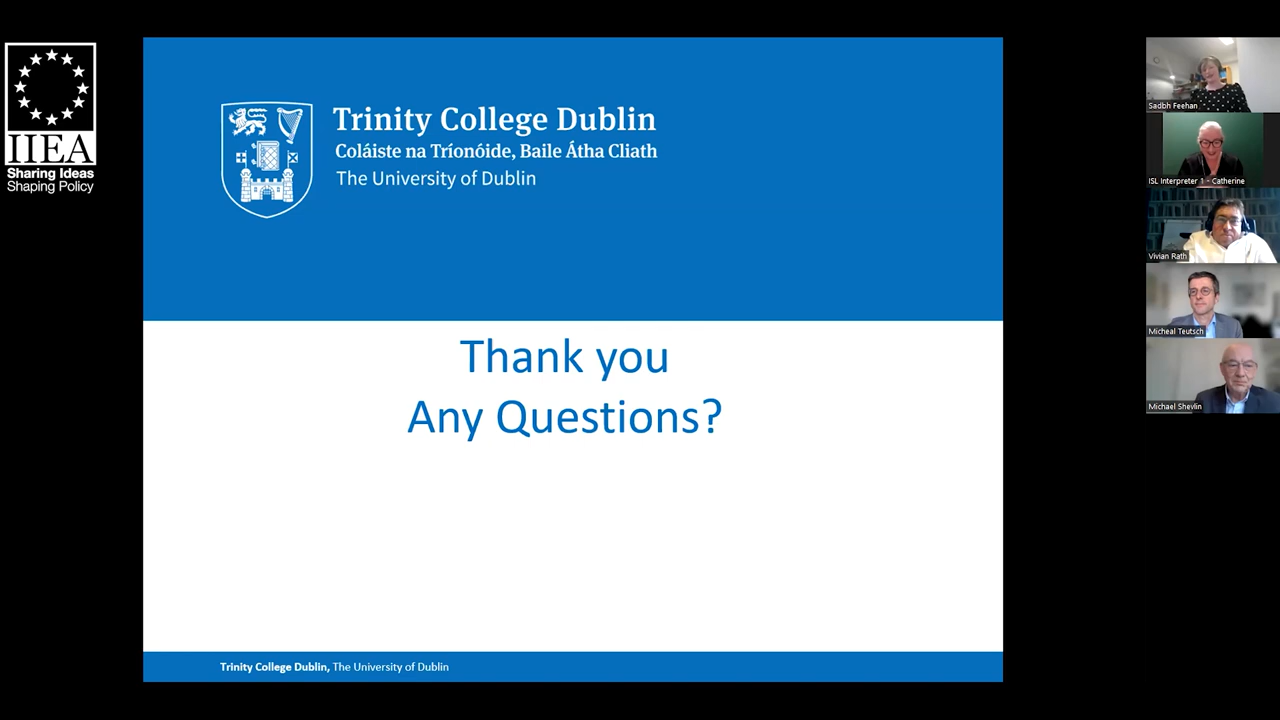 IIEA
Sharing Ideas
Shaping Policy
Trinity College Dublin
Coláiste na Tríonóide, Baile Átha Cliath
The University of Dublin
Thank you
Any Questions?
Trinity College Dublin, The University of Dublin
Sadbh Feehan
ISL Interpreter 1 - Catherine
Vivian Rath
Micheal Teutsch
Michael Shevlin